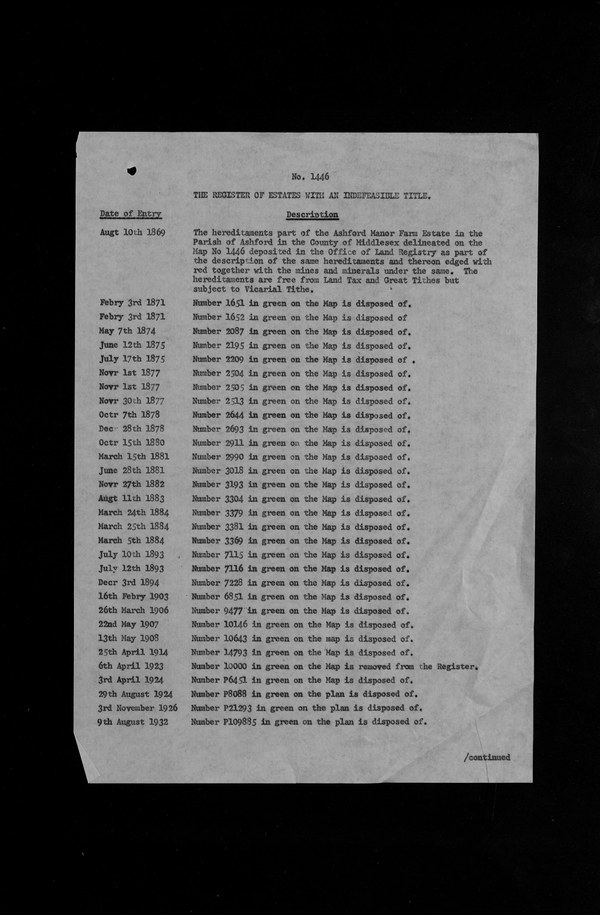 No. 1446
THE REGISTER OF ESTATES WITH AN INDEFEASIBLE TITLE.
Date of Entry Description
Augt 10th 1869 The hereditaments part of the Ashford Manor Farm Estate in the
Parish of Ashford in the County of Middlesex delineated on the
Map No 1446 deposited in the Office of Land Registry as part of
the description of the same hereditaments and thereon edged with
red together with the mines and minerals under the same. The
hereditaments are free from Land Tax and Great Tithes but
subject to Vicarial Tithe.
Febry 3rd 1871 Number 1651 in green on the Map is disposed of.
Febry 3rd 1871 Number 1652 in green on the Map is disposed of
May 7th 1874 Number 2087 in green on the Map is disposed of.
June 12th 1875 Number 2195 in green on the Map is disposed of.
July 17th 1875 Number 2209 in green on the Map is disposed of .
Novr 1st 1877 Number 2504 in green on the Map is disposed of.
Novr 1st 1877 Number 2505 in green on the Map is disposed of.
Novr 30th 1877 Number 2513 in green on the Map is disposed of.
Octr 7th 1878 Number 2644 in green on the Map is disposed of.
Decr 28th 1878 Number 2693 in green on the Map is disposed of.
Octr 15th 1880 Number 2911 in green on the Map is disposed of.
March 15th 1881 Number 2990 in green on the Map is disposed of.
June 28th 1881 Number 3018 in green on the Map is disposed of.
Novr 27th 1882 Number 3193 in green on the Map is disposed of.
Augt 11th 1883 Number 3304 in green on the Map is disposed of.
March 24th 1884 Number 3379 in green on the Map is disposed of.
March 25th 1884 Number 3381 in green on the Map is disposed of.
March 5th 1884 Number 3369 in green on the Map is disposed of.
July 10th 1893 Number 7115 in green on the Map is disposed of.
July 12th 1893 Number 7116 in green on the Map is disposed of.
Decr 3rd 1894 Number 7228 in green on the Map is disposed of.
16th Febry 1903 Number 6851 in green on the Map is disposed of.
26th March 1906 Number 9477 in green on the Map is disposed of.
22nd May 1907 Number 10146 in green on the Map is disposed of.
13th May 1908 Number 10643 in green on the map is disposed of.
25th April 1914 Number 14793 in green on the Map is disposed of.
6th April 1923 Number 10000 in green on the Map is removed from the Register.
3rd April 1924 Number P6451 in green on the Map is disposed of.
29th August 1924 Number P8088 in green on the plan is disposed of.
3rd November 1926 Number P21293 in green on the plan is disposed of.
9th August 1932 Number P109885 in green on the plan is disposed of.
/continued